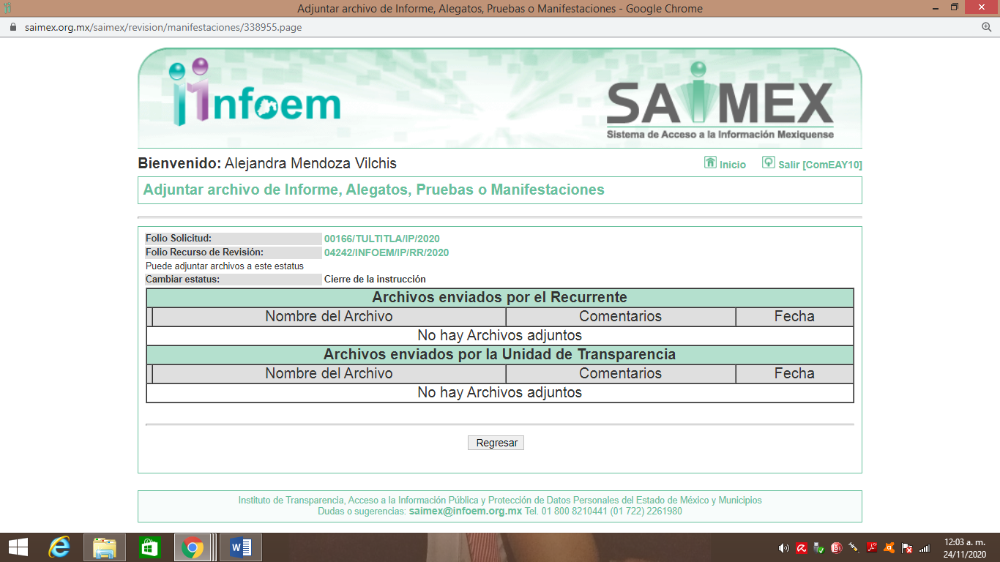 Adjuntar archivo de Informe, Alegatos, Pruebas o Manifestaciones - Google Chrome
saimex.org.mx/saimex/revision/manifestaciones/338955.page
infoem
SAIMEX
Sistema de Acceso a la Información Mexiquense
Bienvenido: Alejandra Mendoza Vilchis
Inicio Salir [ComEAY10]
Adjuntar archivo de Informe, Alegatos, Pruebas o Manifestaciones
Folio Solicitud: 00166/TULTITLA/IP/2020
Folio Recurso de Revisión: 04242/INFOEM/IP/RR/2020
Puede adjuntar archivos a este estatus
Cambiar estatus: Cierre de la instrucción
Archivos enviados por el Recurrente
Nombre del Archivo Comentarios Fecha
No hay Archivos adjuntos
Archivos enviados por la Unidad de Transparencia
Nombre del Archivo Comentarios Fecha
No hay Archivos adjuntos
Regresar
Instituto de Transparencia, Acceso a la Información Pública y Protección de Datos Personales del Estado de México y Municipios
Dudas o sugerencias: saimex@infoem.org.mx Tel. 01 800 8210441 (01 722) 2261980
12:03 a. m.
24/11/2020